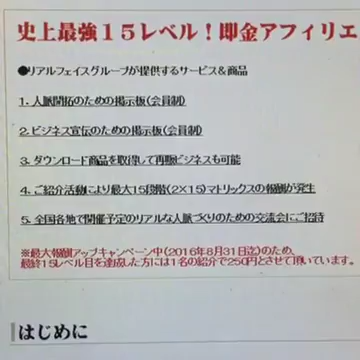 史上最強15レベル！即金アフィリエ
●リアルフェイスグループが提供するサービス＆商品
1. 人脈開拓のための掲示板(会員制)
2.ビジネス宣伝のための掲示板(会員制)
3. ダウンロード商品を取得して再販ビジネスも可能
4. ご紹介活動により最大15段階(2×15)マトリックスの報酬が発生
5. 全国各地で開催予定のリアルな人脈づくりのための交流会にご招待
※最大報酬アップキャンペーン中(2016年8月31日迄)のため、
最終15レベル目を達成した方には1名の紹介で250円とさせて頂いています。
はじめに